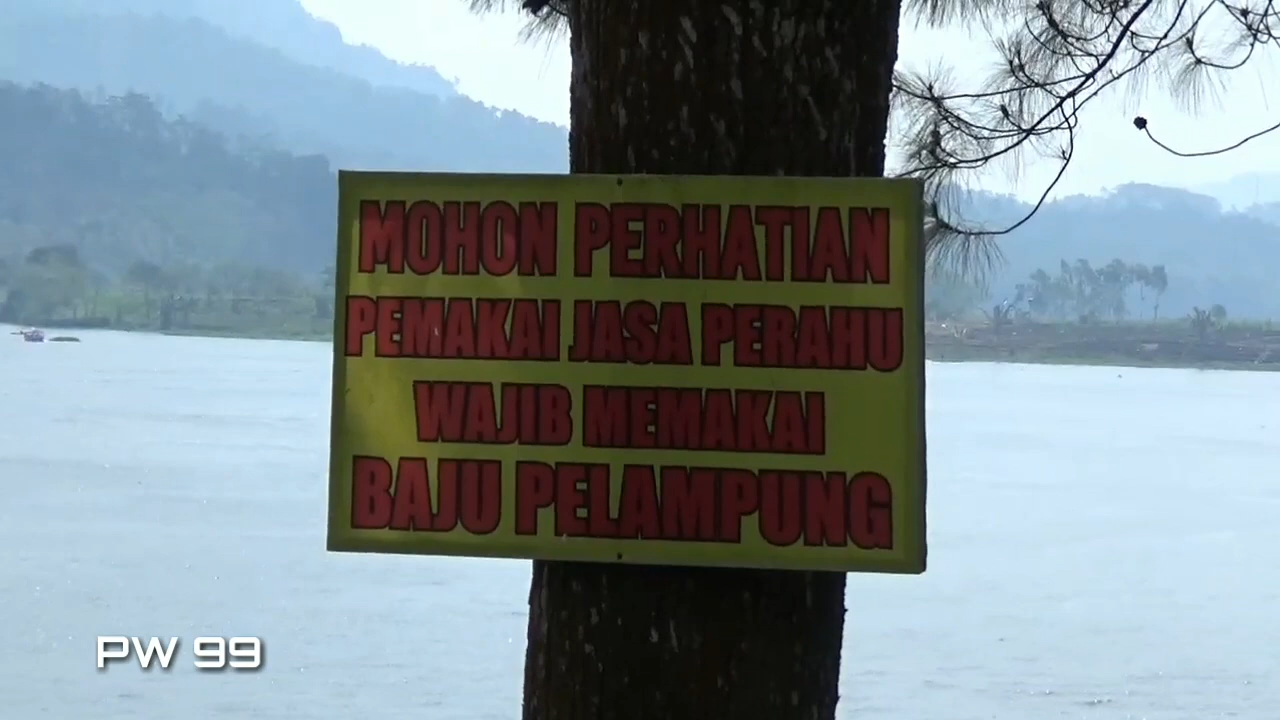 MOHON PERHATIAN
PEMAKAI JASA PERAHU
WAJIB MEMAKAI
BAJU PELAMPUNG
PW 99